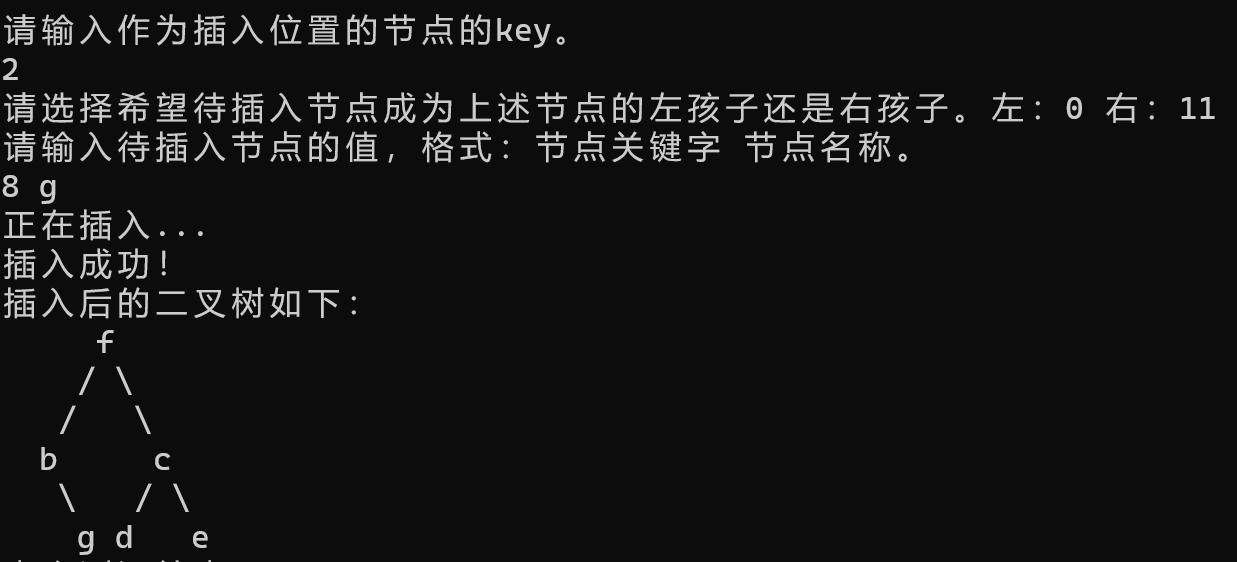 请输入作为插入位置的节点的key。
2
请选择希望待插入节点成为上述节点的左孩子还是右孩子。左：0 右：11
请输入待插入节点的值，格式：节点关键字 节点名称。
8 g
正在插入...
插入成功！
插入后的二叉树如下：
     f
    / \
   /   \
  b     c
   \   / \
    g d   e